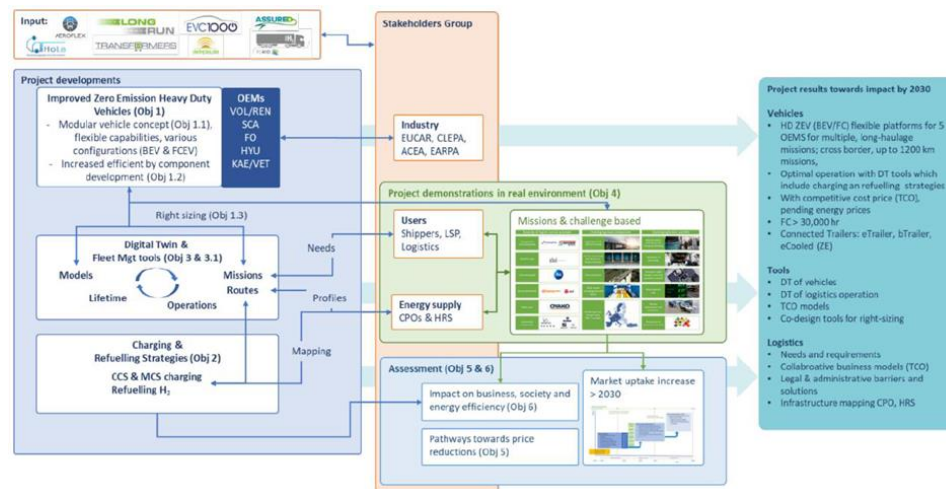 Input:
AEROFLEX
LONG
RUN
EVC1000
ASSURED
TRANSFORMERS
Stakeholders Group
Project developments
Improved Zero Emission Heavy Duty
Vehicles (Obj 1)
- Modular vehicle concept (Obj 1.1),
flexible capabilities, various
configurations (BEV & FCEV)
- Increased efficient by component
development (Obj 1.2)
OEMs
VOL/REN
SCA
FO
HYU
KAE/VET
Industry
EUCAR, CLEPA,
ACEA, EARPA
Right sizing (Obj 1.3)
Digital Twin &
Fleet Mgt tools (Obj 3 & 3.1)
Models
Missions
Routes
Lifetime
Operations
Needs
Profiles
Mapping
Charging &
Refuelling Strategies (Obj 2)
CCS & MCS charging
Refuelling H₂
Project demonstrations in real environment (Obj 4)
Users
Shippers, LSP,
Logistics
Energy supply
CPOs & HRS
Missions & challenge based
Assessment (Obj 5 & 6)
Impact on business, society and
energy efficiency (Obj 6)
Pathways towards price
reductions (Obj 5)
Market uptake increase
> 2030
Project results towards impact by 2030
Vehicles
• HD ZEV (BEV/FC) flexible platforms for 5
OEMS for multiple, long-haulage
missions; cross border, up to 1200 km
missions,
• Optimal operation with DT tools which
include charging an refuelling strategies
• With competitive cost price (TCO),
pending energy prices
• FC > 30,000 hr
• Connected Trailers: eTrailer, bTrailer,
eCooled (ZE)
Tools
• DT of vehicles
• DT of logistics operation
• TCO models
• Co-design tools for right-sizing
Logistics
• Needs and requirements
• Collabroative business models (TCO)
• Legal & administrative barriers and
solutions
• Infrastructure mapping CPO, HRS